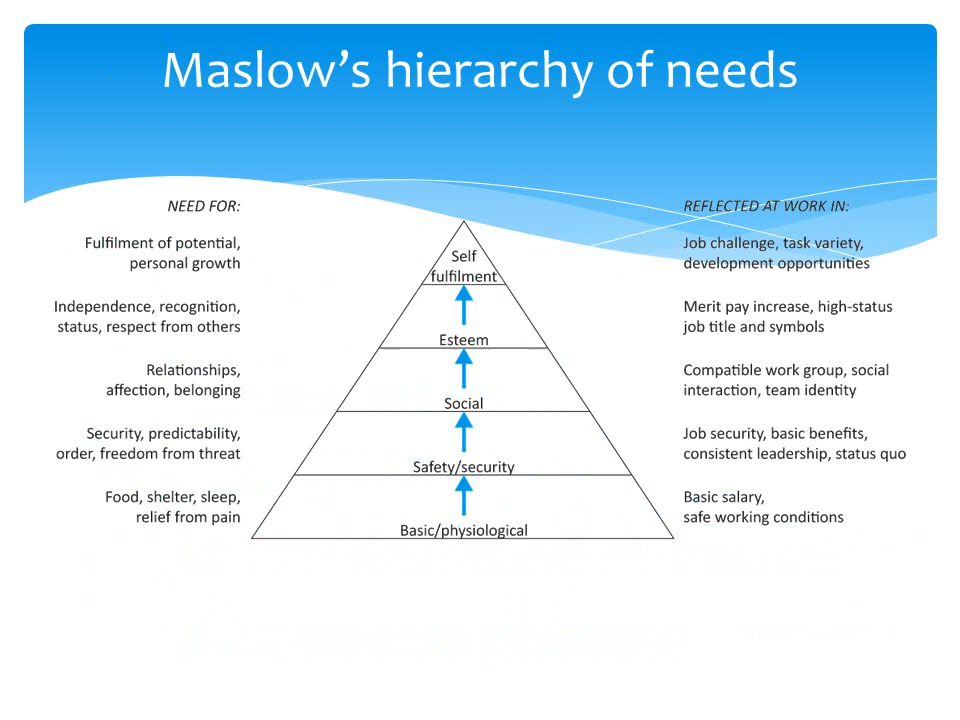 Maslow’s hierarchy of needs
NEED FOR:
Fulfilment of potential,
personal growth
Independence, recognition,
status, respect from others
Relationships,
affection, belonging
Security, predictability,
order, freedom from threat
Food, shelter, sleep,
relief from pain
Self
fulfilment
Esteem
Social
Safety/security
Basic/physiological
REFLECTED AT WORK IN:
Job challenge, task variety,
development opportunities
Merit pay increase, high-status
job title and symbols
Compatible work group, social
interaction, team identity
Job security, basic benefits,
consistent leadership, status quo
Basic salary,
safe working conditions